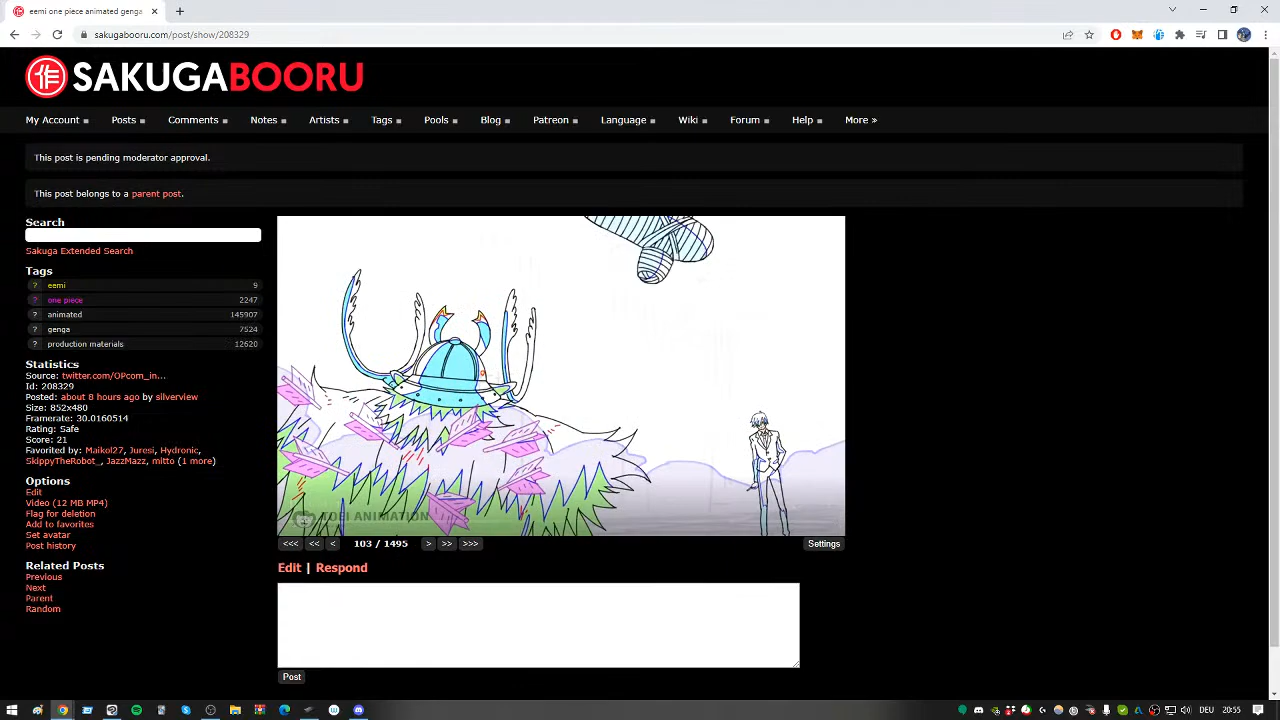 eemi one piece animated genga
sakugabooru.com/post/show/208329
作 SAKUGABOORU
My Account Posts Comments Notes Artists Tags Pools Blog Patreon Language Wiki Forum Help More »
This post is pending moderator approval.
This post belongs to a parent post.
Search
Sakuga Extended Search
Tags
? eemi 9
? one piece 2247
? animated 145907
? genga 7524
? production materials 12620
Statistics
Source: twitter.com/OPcom_in...
Id: 208329
Posted: about 8 hours ago by silverview
Size: 852x480
Framerate: 30.0160514
Rating: Safe
Score: 21
Favorited by: Maikol27, Juresi, Hydronic,
SkippyTheRobot_, JazzMazz, mitto (1 more)
Options
Edit
Video (12 MB MP4)
Flag for deletion
Add to favorites
Set avatar
Post history
Related Posts
Previous
Next
Parent
Random
TOEI ANIMATION
<<< << < 103 / 1495 > >> >>> Settings
Edit | Respond
Post
DEU 20:55